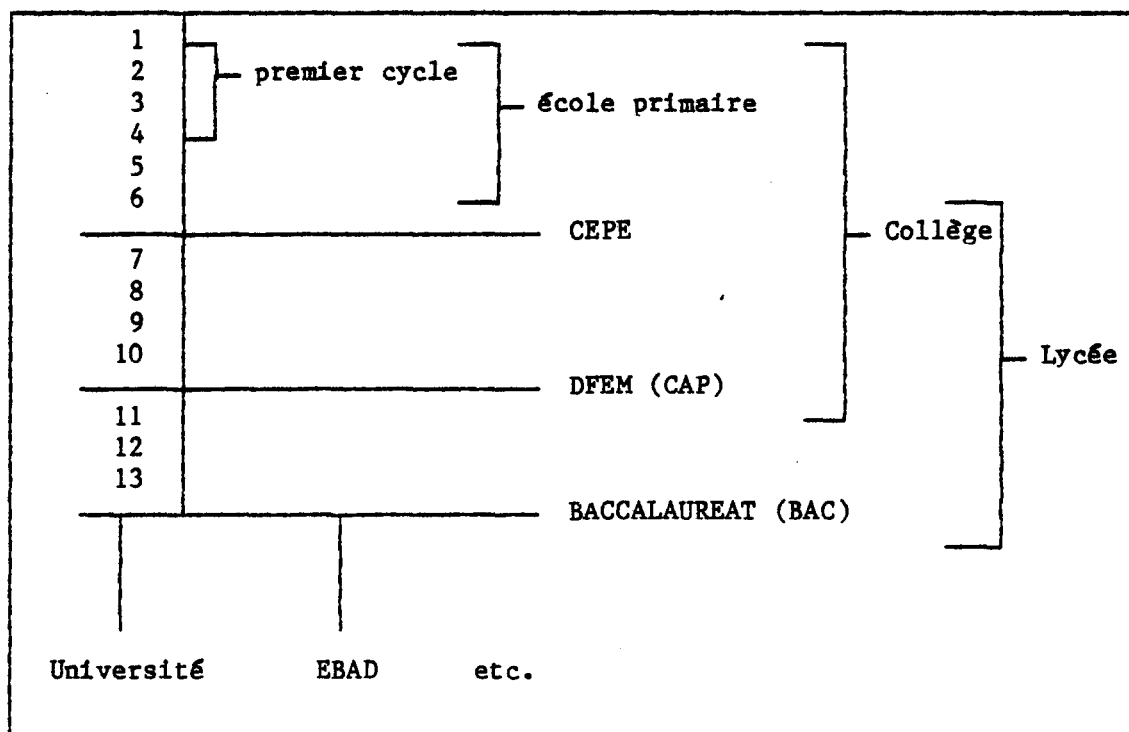 1
2 premier cycle
3 école primaire
4
5
6
CEPE Collège
7
8
9
10 Lycée
DFEM (CAP)
11
12
13
BACCALAUREAT (BAC)
Université EBAD etc.